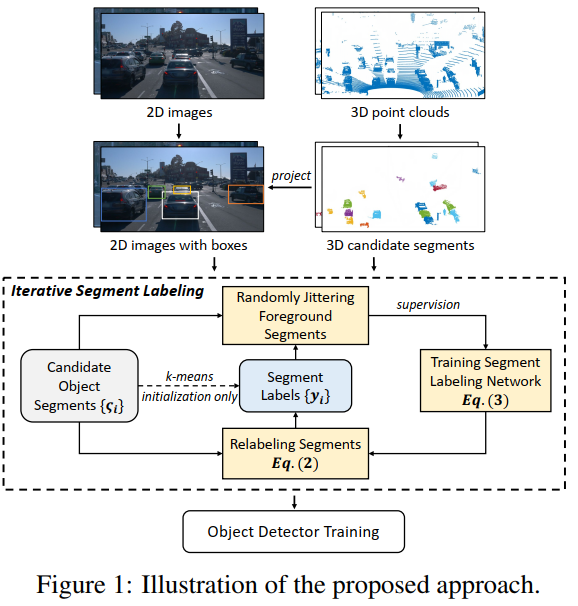 2D images
3D point clouds
project
2D images with boxes
3D candidate segments
Iterative Segment Labeling
Randomly Jittering
Foreground
Segments
supervision
Candidate
Object
Segments {𝝇ᵢ}
k-means
initialization only
Segment
Labels {𝒚ᵢ}
Training Segment
Labeling Network
Eq. (3)
Relabeling Segments
Eq. (2)
Object Detector Training
Figure 1: Illustration of the proposed approach.